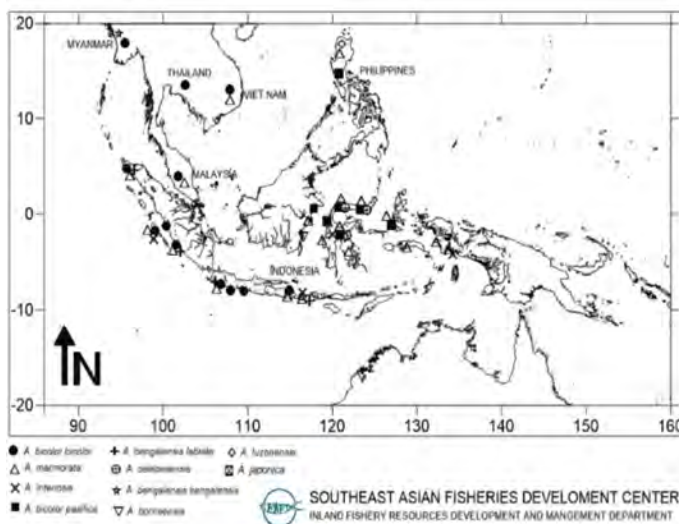 20
10
0
-10
-20
90 100 110 120 130 140 150 160
MYANMAR
THAILAND
VIET NAM
PHILIPPINES
MALAYSIA
INDONESIA
N
A. bicolor bicolor
A. bengalensis labiata
A. luzonensis
A. marmorata
A. celebesensis
A. japonica
A. interiosis
A. bengalensis bengalensis
A. bicolor pacifica
A. borneensis
SOUTHEAST ASIAN FISHERIES DEVELOMENT CENTER
INLAND FISHERY RESOURCES DEVELOPMENT AND MANGEMENT DEPARTMENT